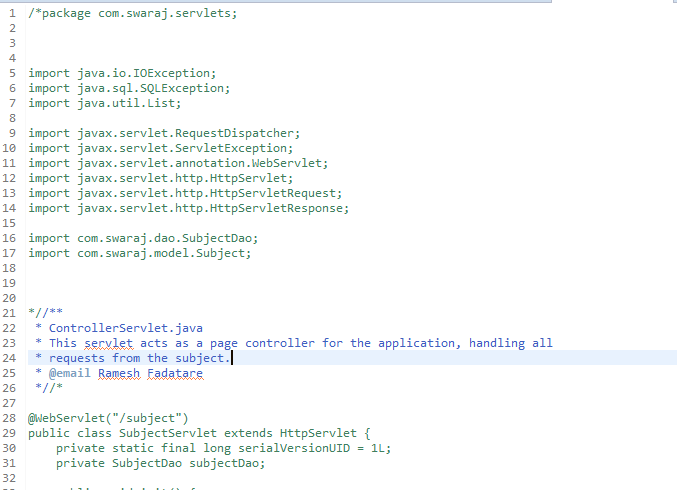 1 /*package com.swaraj.servlets;
2
3
4
5 import java.io.IOException;
6 import java.sql.SQLException;
7 import java.util.List;
8
9 import javax.servlet.RequestDispatcher;
10 import javax.servlet.ServletException;
11 import javax.servlet.annotation.WebServlet;
12 import javax.servlet.http.HttpServlet;
13 import javax.servlet.http.HttpServletRequest;
14 import javax.servlet.http.HttpServletResponse;
15
16 import com.swaraj.dao.SubjectDao;
17 import com.swaraj.model.Subject;
18
19
20
21 *//**
22 * ControllerServlet.java
23 * This servlet acts as a page controller for the application, handling all
24 * requests from the subject.
25 * @email Ramesh Fadatare
26 *//*
27
28 @WebServlet("/subject")
29 public class SubjectServlet extends HttpServlet {
30 private static final long serialVersionUID = 1L;
31 private SubjectDao subjectDao;
32